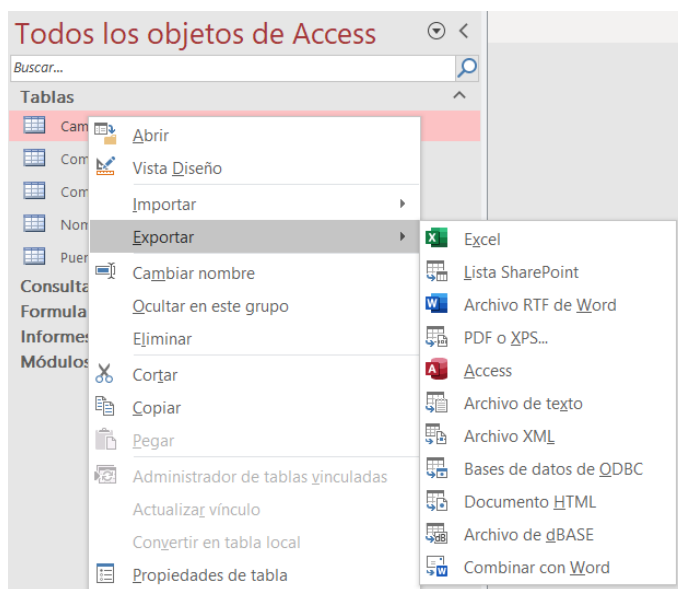 Todos los objetos de Access
Buscar...
Tablas
Abrir
Vista Diseño
Importar
Exportar
Cambiar nombre
Ocultar en este grupo
Eliminar
Cortar
Copiar
Pegar
Administrador de tablas vinculadas
Actualizar vínculo
Convertir en tabla local
Propiedades de tabla
Excel
Lista SharePoint
Archivo RTF de Word
PDF o XPS...
Access
Archivo de texto
Archivo XML
Bases de datos de ODBC
Documento HTML
Archivo de dBASE
Combinar con Word
Cam
Com
Com
Nom
Puer
Consulta
Formula
Informes
Módulos